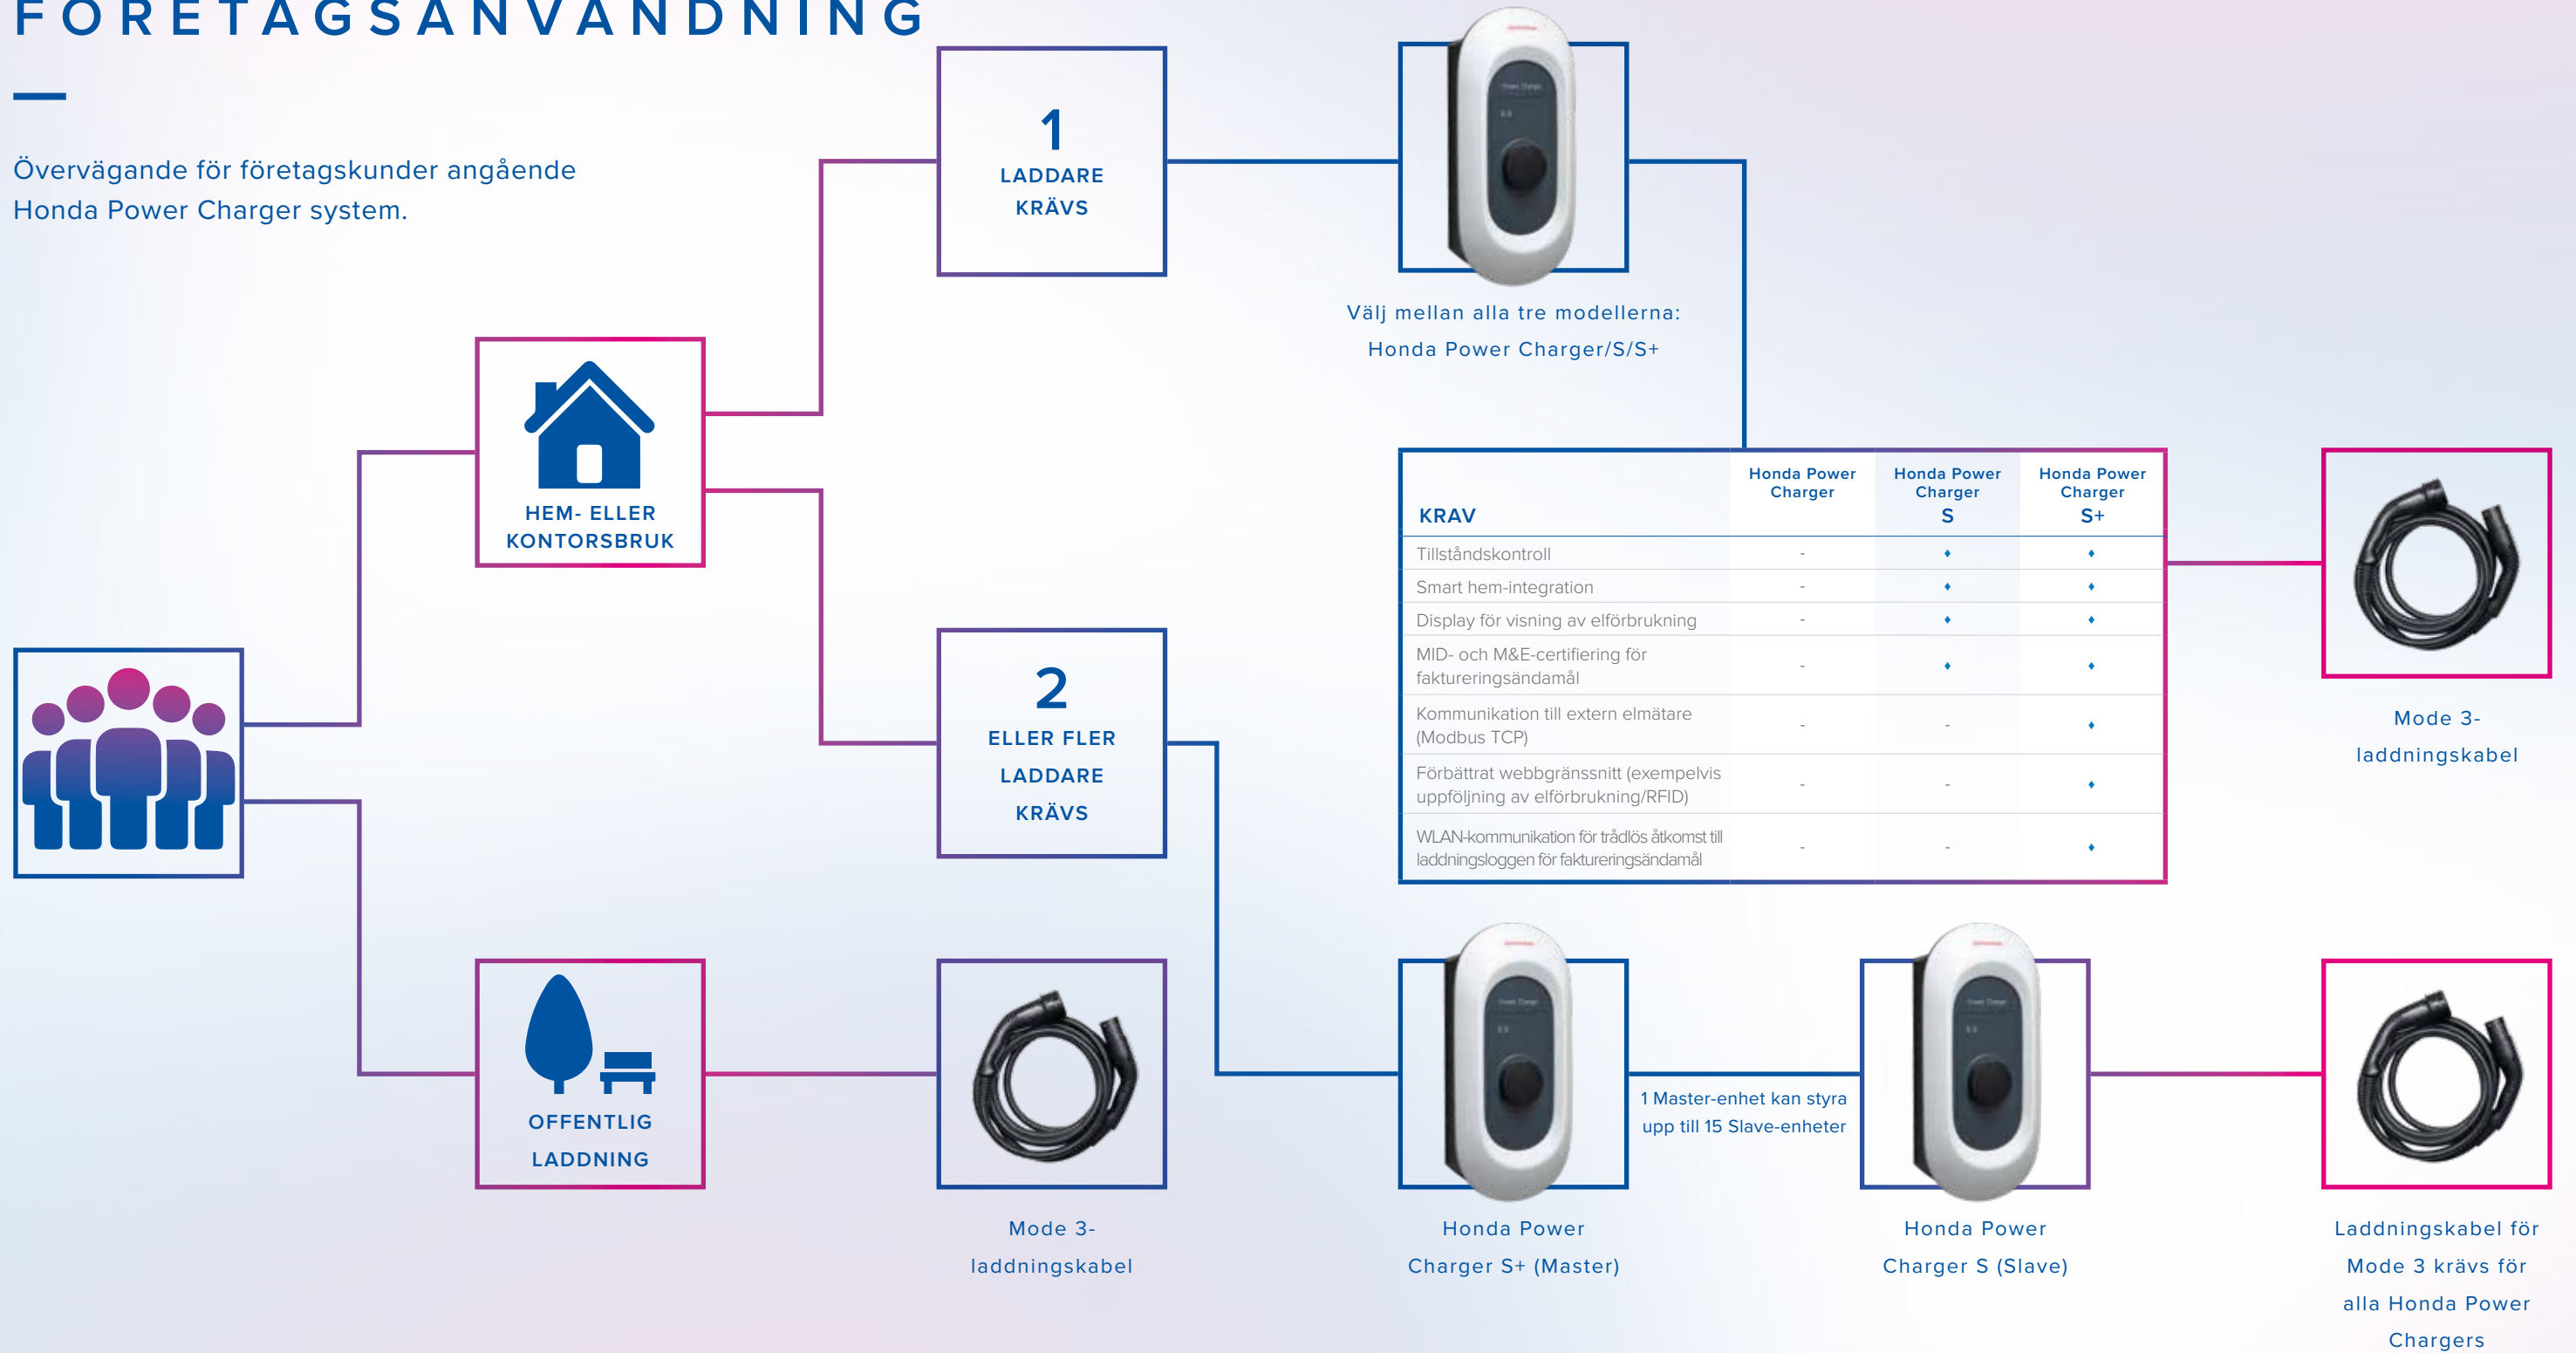 FÖRETAGSANVÄNDNING
Övervägande för företagskunder angående
Honda Power Charger system.
1
LADDARE
KRÄVS
Välj mellan alla tre modellerna:
Honda Power Charger/S/S+
HEM- ELLER
KONTORSBRUK
2
ELLER FLER
LADDARE
KRÄVS
KRAV
Honda Power
Charger
Honda Power
Charger
S
Honda Power
Charger
S+
Tillståndskontroll - ♦ ♦
Smart hem-integration - ♦ ♦
Display för visning av elförbrukning - ♦ ♦
MID- och M&E-certifiering för
faktureringsändamål - ♦ ♦
Kommunikation till extern elmätare
(Modbus TCP) - - ♦
Förbättrat webbgränssnitt (exempelvis
uppföljning av elförbrukning/RFID) - - ♦
WLAN-kommunikation för trådlös åtkomst till
laddningsloggen för faktureringsändamål - - ♦
Mode 3-
laddningskabel
OFFENTLIG
LADDNING
Mode 3-
laddningskabel
Honda Power
Charger S+ (Master)
1 Master-enhet kan styra
upp till 15 Slave-enheter
Honda Power
Charger S (Slave)
Laddningskabel för
Mode 3 krävs för
alla Honda Power
Chargers